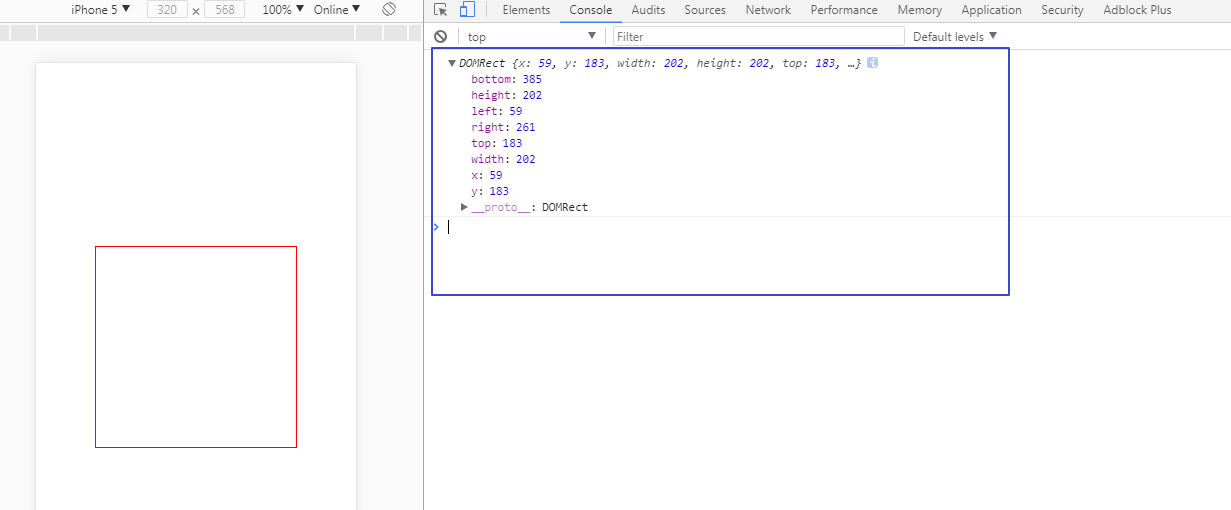 iPhone 5 ▼ 320 × 568 100% ▼ Online ▼
Elements Console Audits Sources Network Performance Memory Application Security Adblock Plus
top ▼ Filter Default levels ▼
▼DOMRect {x: 59, y: 183, width: 202, height: 202, top: 183, …} i
bottom: 385
height: 202
left: 59
right: 261
top: 183
width: 202
x: 59
y: 183
▶__proto__: DOMRect
>